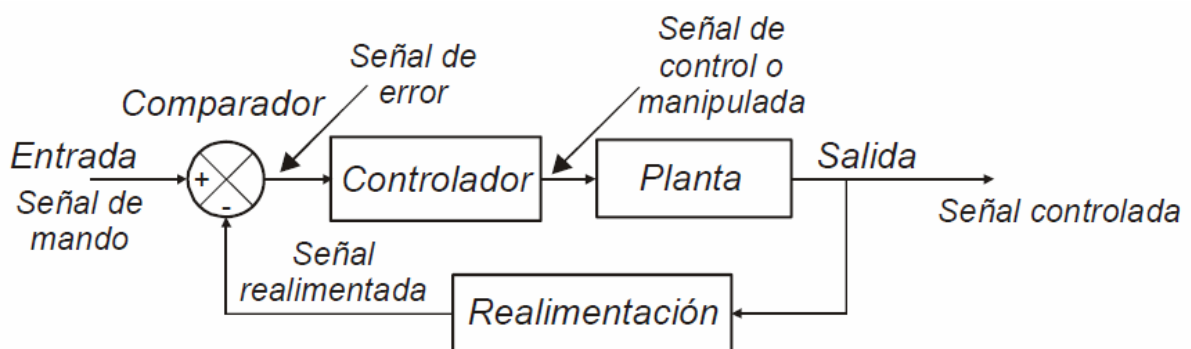 Señal de
error
Señal de
control o
manipulada
Comparador
Entrada
Señal de
mando
+
-
Controlador
Planta
Salida
Señal controlada
Señal
realimentada
Realimentación